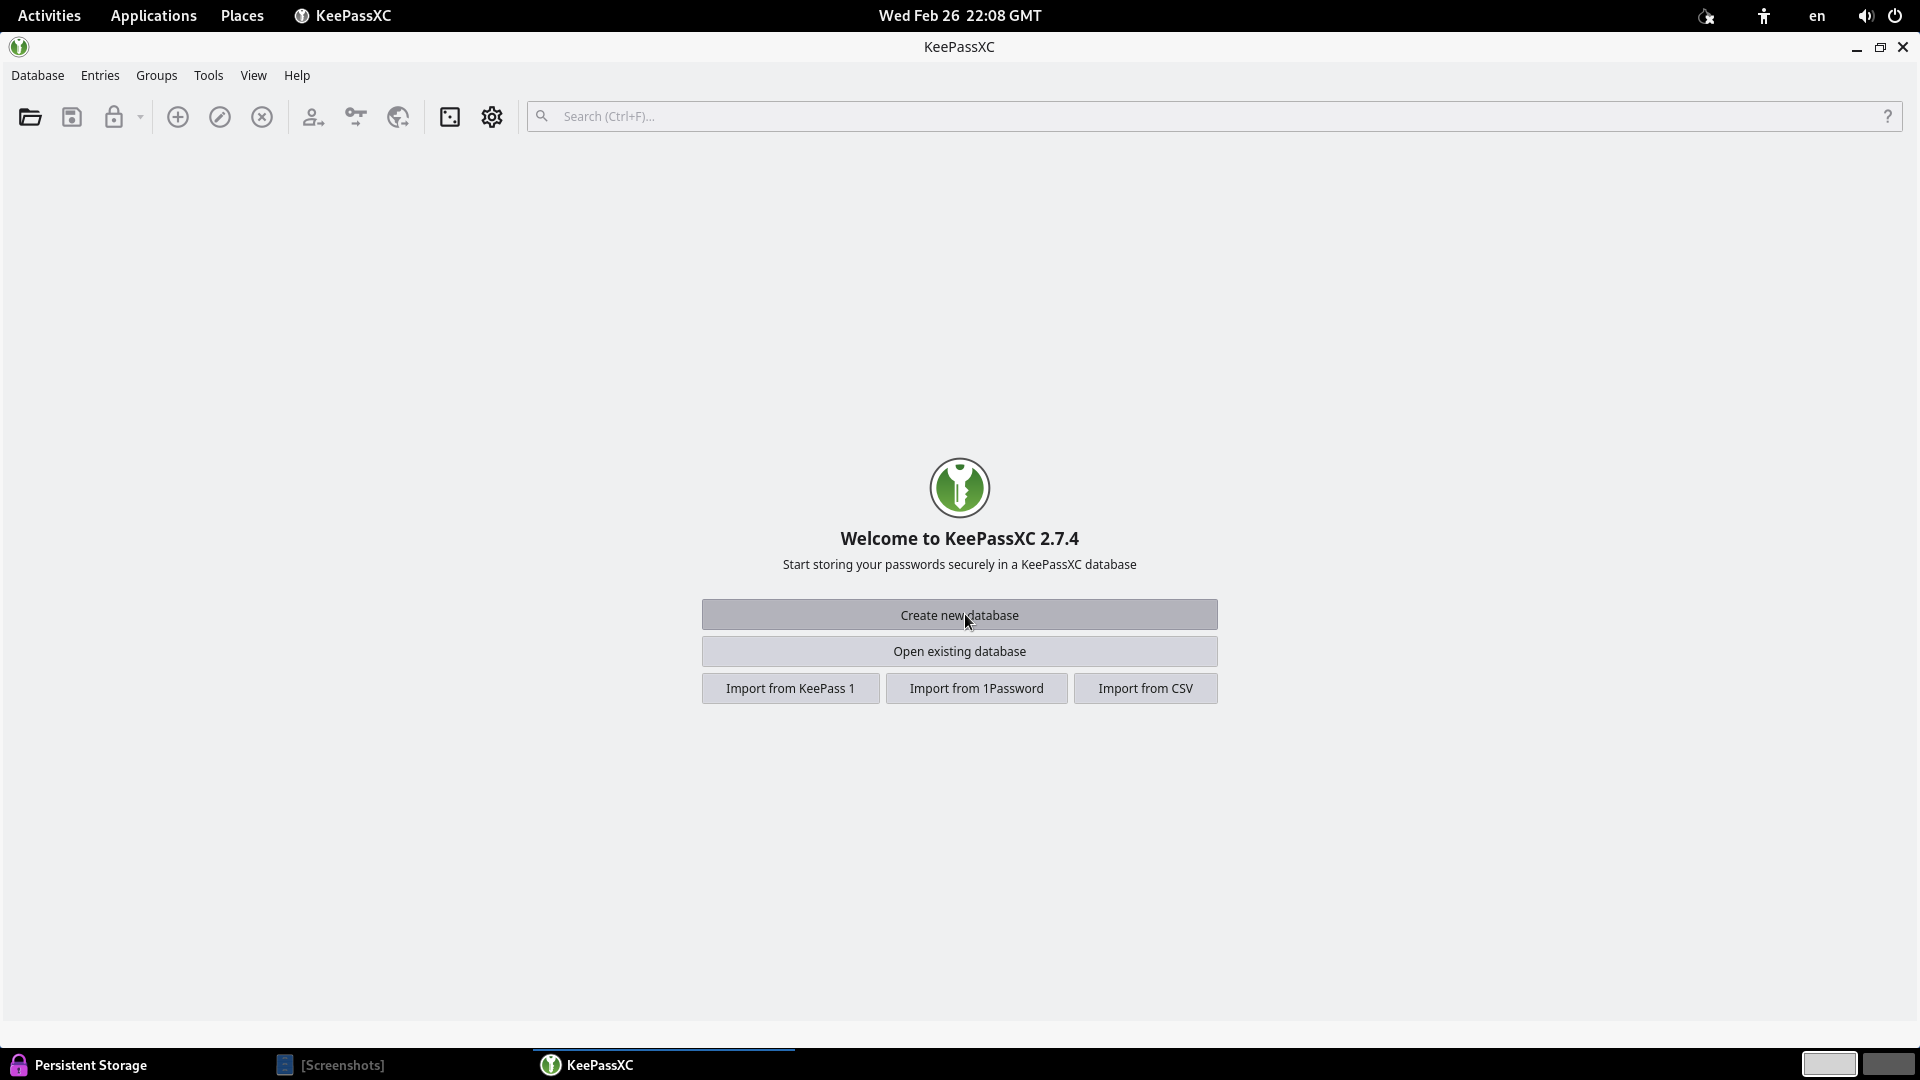 Activities Applications Places KeePassXC Wed Feb 26 22:08 GMT en
KeePassXC
Database Entries Groups Tools View Help
Search (Ctrl+F)... ?
Welcome to KeePassXC 2.7.4
Start storing your passwords securely in a KeePassXC database
Create new database
Open existing database
Import from KeePass 1 Import from 1Password Import from CSV
Persistent Storage [Screenshots] KeePassXC